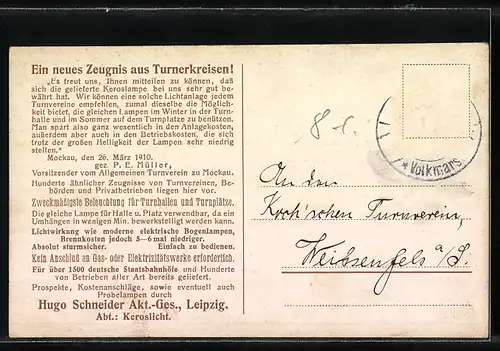 Ein neues Zeugnis aus Turnerkreisen!
„Es freut uns, Ihnen mitteilen zu können, daß
sich die gelieferte Keroslampe bei uns sehr gut be-
währt hat. Wir können eine solche Lichtanlage jedem
Turnvereine empfehlen, zumal dieselbe die Möglich-
keit bietet, die gleichen Lampen im Winter in der Turn-
halle und im Sommer auf dem Turnplatze zu benützen.
Man spart also ganz wesentlich in den Anlagekosten,
außerdem aber auch in den Betriebskosten, die sich
trotz der großen Helligkeit der Lampen sehr niedrig
stellen.“
Mockau, den 26. März 1910.
gez. P. E. Müller,
Vorsitzender vom Allgemeinen Turnverein zu Mockau.
Hunderte ähnlicher Zeugnisse von Turnvereinen, Be-
hörden und Privatbetrieben liegen hier vor.
Zweckmäßigste Beleuchtung für Turnhallen und Turnplätze.
Die gleiche Lampe für Halle u. Platz verwendbar, da ein
Umhängen in wenigen Min. bewerkstelligt werden kann.
Lichtwirkung wie moderne elektrische Bogenlampen,
Brennkosten jedoch 5—6 mal niedriger.
Absolut sturmsicher. Einfach zu bedienen.
Kein Anschluß an Gas- oder Elektrizitätswerke erforderlich.
Für über 1500 deutsche Staatsbahnhöfe und Hunderte
von Betrieben aller Art bereits geliefert.
Prospekte, Kostenanschläge, sowie eventuell auch
Probelampen durch
Hugo Schneider Akt.-Ges., Leipzig.
Abt.: Keroslicht.
* Volkmars
An den
Turnverein,
Weißenfels a/S.